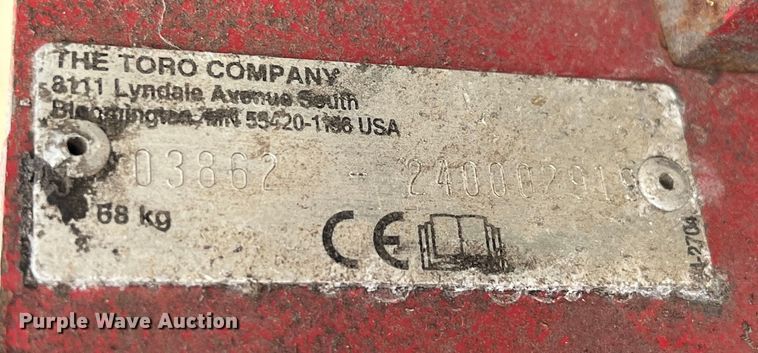 THE TORO COMPANY
8111 Lyndale Avenue South
Bloomington, MN 55420-1196 USA
03862 -
68 kg
CE
Purple Wave Auction